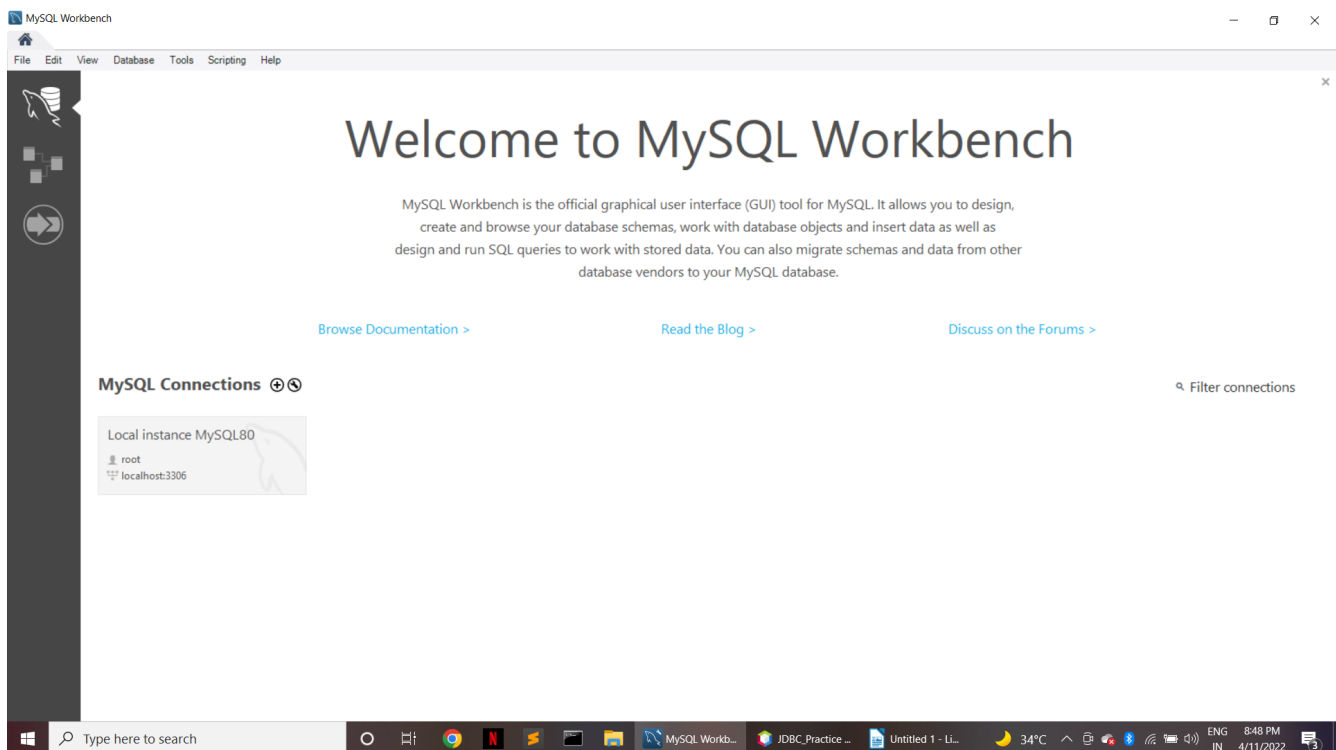 MySQL Workbench
File Edit View Database Tools Scripting Help
Welcome to MySQL Workbench
MySQL Workbench is the official graphical user interface (GUI) tool for MySQL. It allows you to design,
create and browse your database schemas, work with database objects and insert data as well as
design and run SQL queries to work with stored data. You can also migrate schemas and data from other
database vendors to your MySQL database.
Browse Documentation > Read the Blog > Discuss on the Forums >
MySQL Connections Filter connections
Local instance MySQL80
root
localhost:3306
Type here to search N MySQL Workb... JDBC_Practice ... Untitled 1 - Li... 34°C ENG 8:48 PM
IN 4/11/2022 3